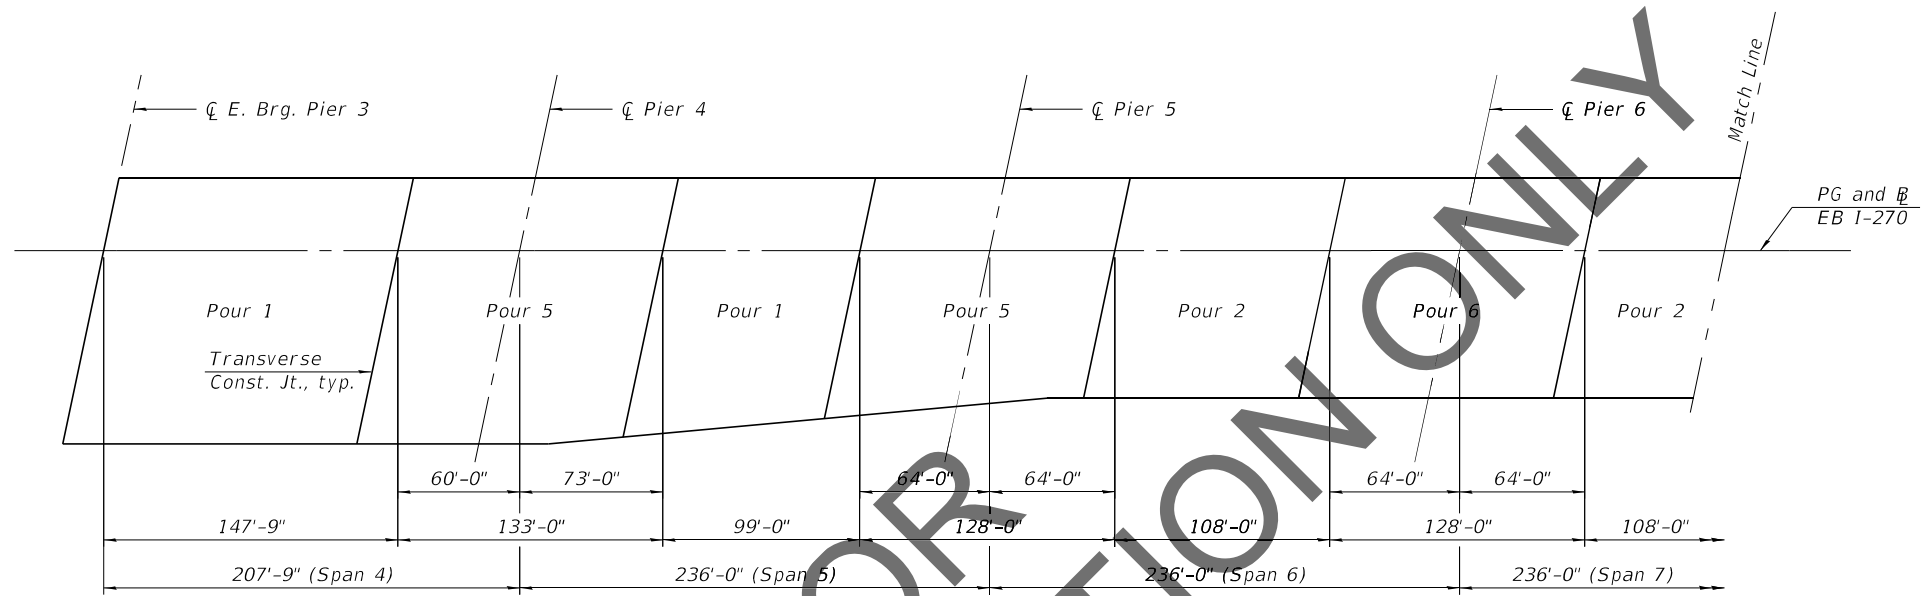 ℄ E. Brg. Pier 3
℄ Pier 4
℄ Pier 5
℄ Pier 6
Match Line
PG and ⅊
EB I-270
Pour 1
Pour 5
Pour 1
Pour 5
Pour 2
Pour 6
Pour 2
Transverse
Const. Jt., typ.
60'-0"
73'-0"
64'-0"
64'-0"
64'-0"
64'-0"
147'-9"
133'-0"
99'-0"
128'-0"
108'-0"
128'-0"
108'-0"
207'-9" (Span 4)
236'-0" (Span 5)
236'-0" (Span 6)
236'-0" (Span 7)
OR
TION ONLY